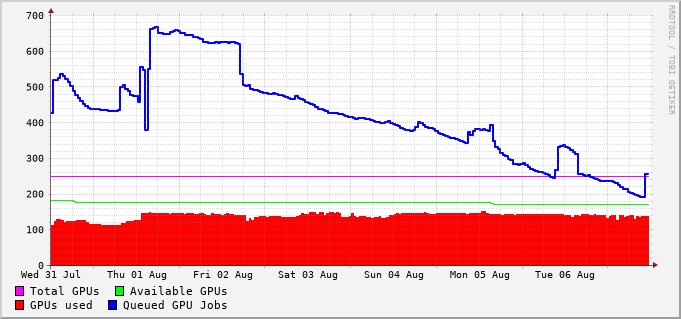 700
600
500
400
300
200
100
0
Wed 31 Jul Thu 01 Aug Fri 02 Aug Sat 03 Aug Sun 04 Aug Mon 05 Aug Tue 06 Aug
Total GPUs Available GPUs
GPUs used Queued GPU Jobs
RRDTOOL / TOBI OETIKER